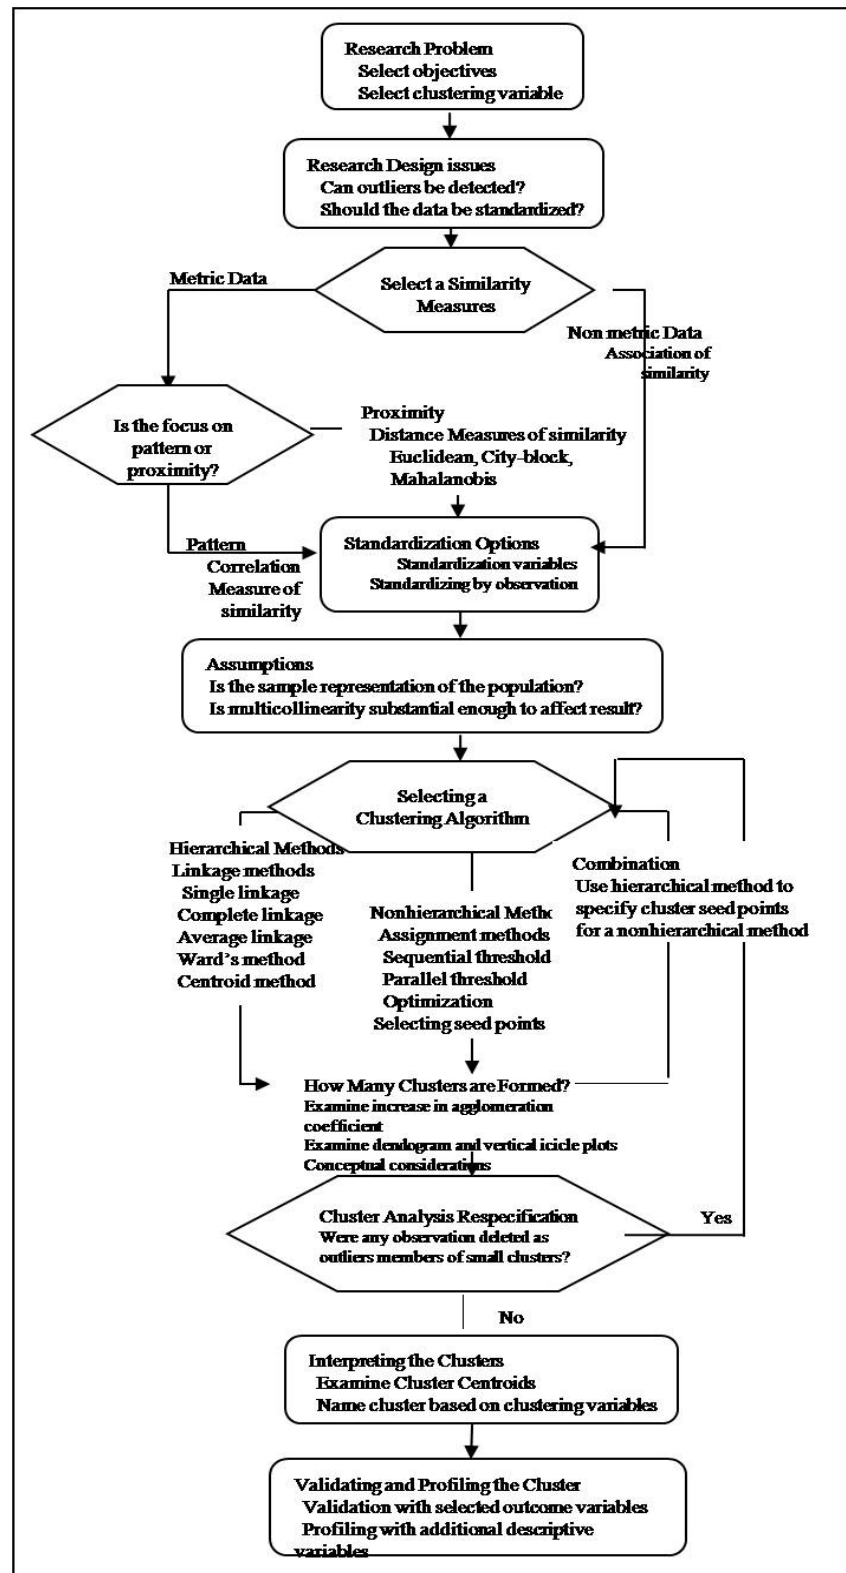 Research Problem
Select objectives
Select clustering variable
Research Design issues
Can outliers be detected?
Should the data be standardized?
Select a Similarity
Measures
Metric Data
Non metric Data
Association of
similarity
Is the focus on
pattern or
proximity?
Proximity
Distance Measures of similarity
Euclidean, City-block,
Mahalanobis
Pattern
Correlation
Measure of
similarity
Standardization Options
Standardization variables
Standardizing by observation
Assumptions
Is the sample representation of the population?
Is multicollinearity substantial enough to affect result?
Selecting a
Clustering Algorithm
Hierarchical Methods
Linkage methods
Single linkage
Complete linkage
Average linkage
Ward's method
Centroid method
Nonhierarchical Metho
Assignment methods
Sequential threshold
Parallel threshold
Optimization
Selecting seed points
Combination
Use hierarchical method to
specify cluster seed points
for a nonhierarchical method
How Many Clusters are Formed?
Examine increase in agglomeration
coefficient
Examine dendogram and vertical icicle plots
Conceptual considerations
Cluster Analysis Respecification
Were any observation deleted as
outliers members of small clusters?
Yes
No
Interpreting the Clusters
Examine Cluster Centroids
Name cluster based on clustering variables
Validating and Profiling the Cluster
Validation with selected outcome variables
Profiling with additional descriptive
variables